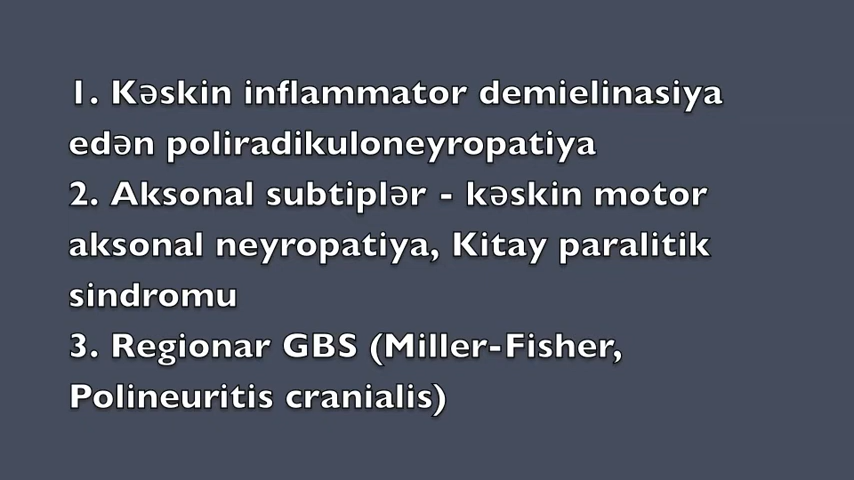 1. Kəskin inflammator demielinasiya
edən poliradikuloneyropatiya
2. Aksonal subtiplər - kəskin motor
aksonal neyropatiya, Kitay paralitik
sindromu
3. Regionar GBS (Miller-Fisher,
Polineuritis cranialis)